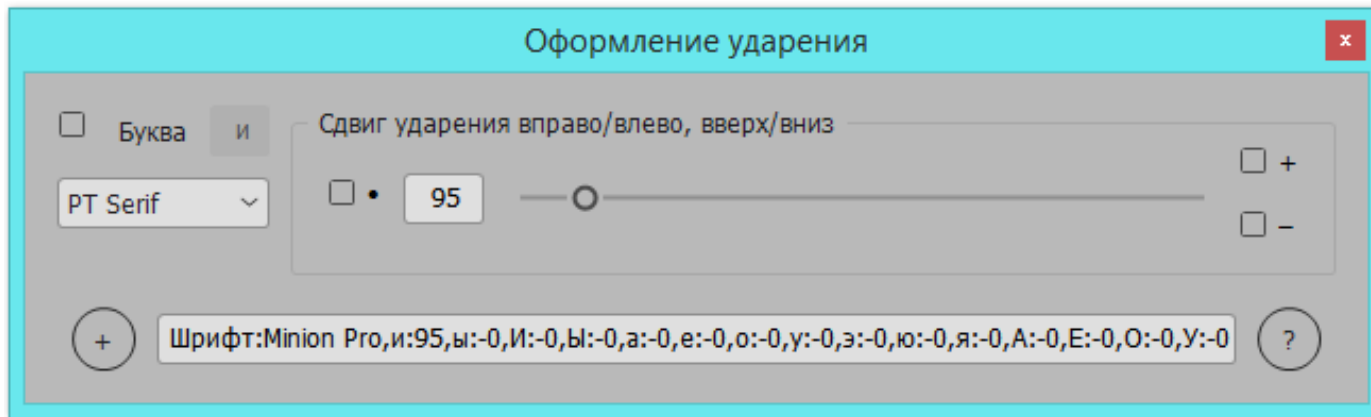 Оформление ударения x
Буква и
Сдвиг ударения вправо/влево, вверх/вниз
+
PT Serif
• 95
–
+ Шрифт:Minion Pro,и:95,ы:-0,И:-0,Ы:-0,а:-0,е:-0,о:-0,у:-0,э:-0,ю:-0,я:-0,А:-0,Е:-0,О:-0,У:-0 ?